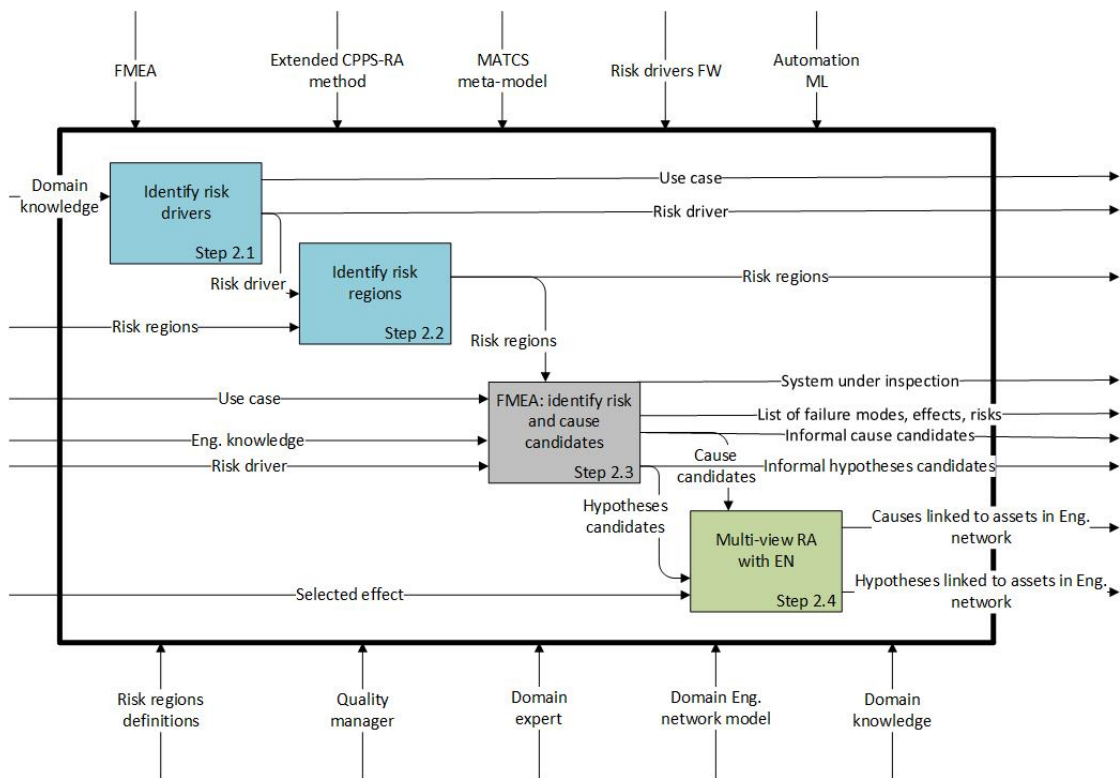 FMEA
Extended CPPS-RA
method
MATCS
meta-model
Risk drivers FW
Automation
ML
Domain
knowledge
Identify risk
drivers
Step 2.1
Use case
Risk driver
Risk driver
Identify risk
regions
Step 2.2
Risk regions
Risk regions
Risk regions
Use case
Eng. knowledge
Risk driver
FMEA: identify risk
and cause
candidates
Step 2.3
System under inspection
List of failure modes, effects, risks
Informal cause candidates
Informal hypotheses candidates
Cause
candidates
Hypotheses
candidates
Multi-view RA
with EN
Step 2.4
Causes linked to assets in Eng.
network
Hypotheses linked to assets in Eng.
network
Selected effect
Risk regions
definitions
Quality
manager
Domain
expert
Domain Eng.
network model
Domain
knowledge